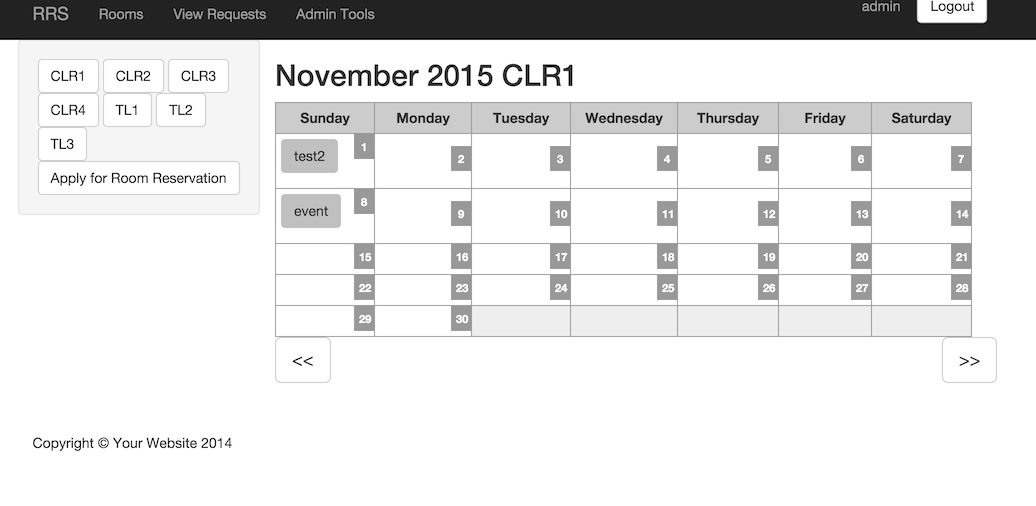 RRS Rooms View Requests Admin Tools admin Logout
CLR1 CLR2 CLR3
CLR4 TL1 TL2
TL3
Apply for Room Reservation
November 2015 CLR1
Sunday Monday Tuesday Wednesday Thursday Friday Saturday
test2 1 2 3 4 5 6 7
event 8 9 10 11 12 13 14
15 16 17 18 19 20 21
22 23 24 25 26 27 28
29 30
<< >>
Copyright © Your Website 2014